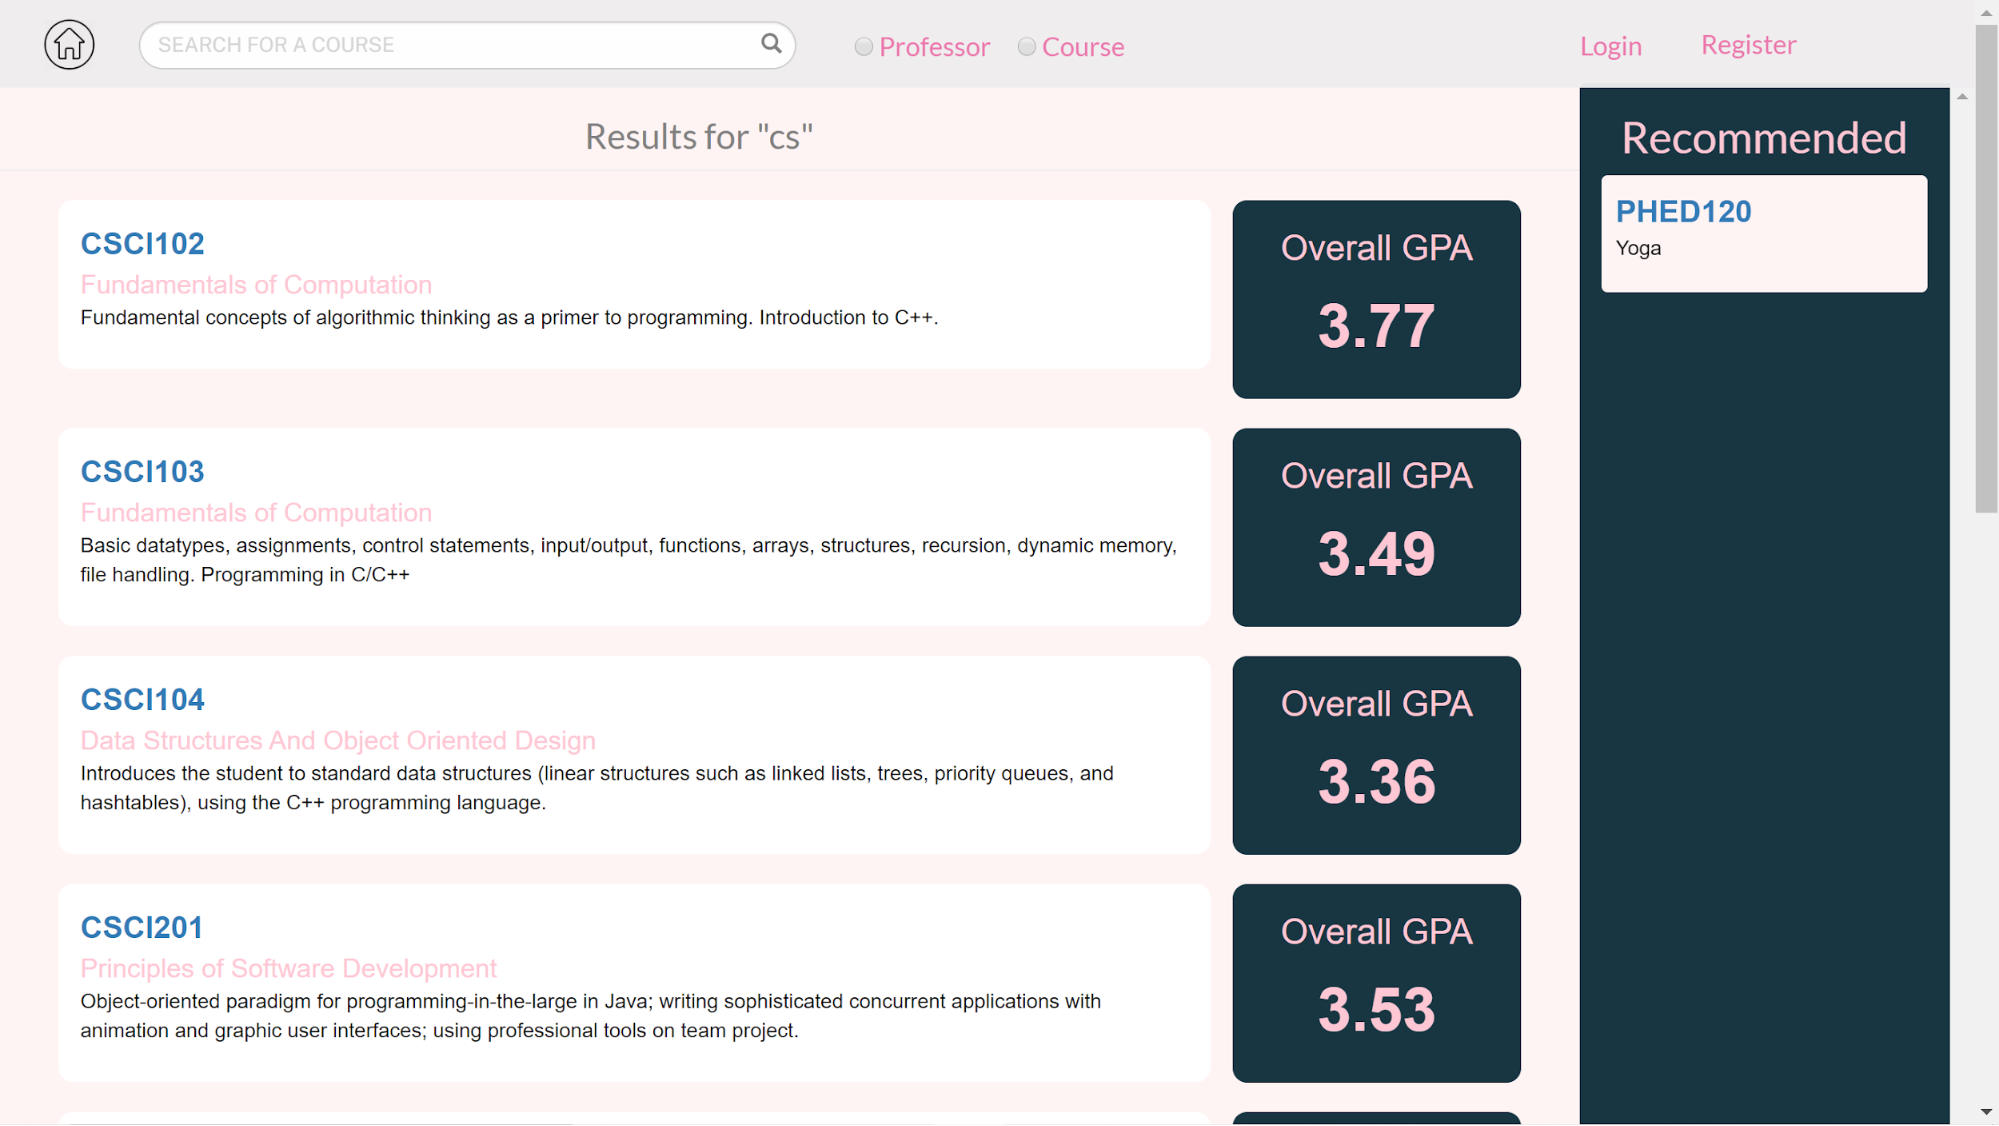 SEARCH FOR A COURSE
Professor
Course
Login
Register
Results for "cs"
Recommended
PHED120
Yoga
CSCI102
Fundamentals of Computation
Fundamental concepts of algorithmic thinking as a primer to programming. Introduction to C++.
Overall GPA
3.77
CSCI103
Fundamentals of Computation
Basic datatypes, assignments, control statements, input/output, functions, arrays, structures, recursion, dynamic memory,
file handling. Programming in C/C++
Overall GPA
3.49
CSCI104
Data Structures And Object Oriented Design
Introduces the student to standard data structures (linear structures such as linked lists, trees, priority queues, and
hashtables), using the C++ programming language.
Overall GPA
3.36
CSCI201
Principles of Software Development
Object-oriented paradigm for programming-in-the-large in Java; writing sophisticated concurrent applications with
animation and graphic user interfaces; using professional tools on team project.
Overall GPA
3.53